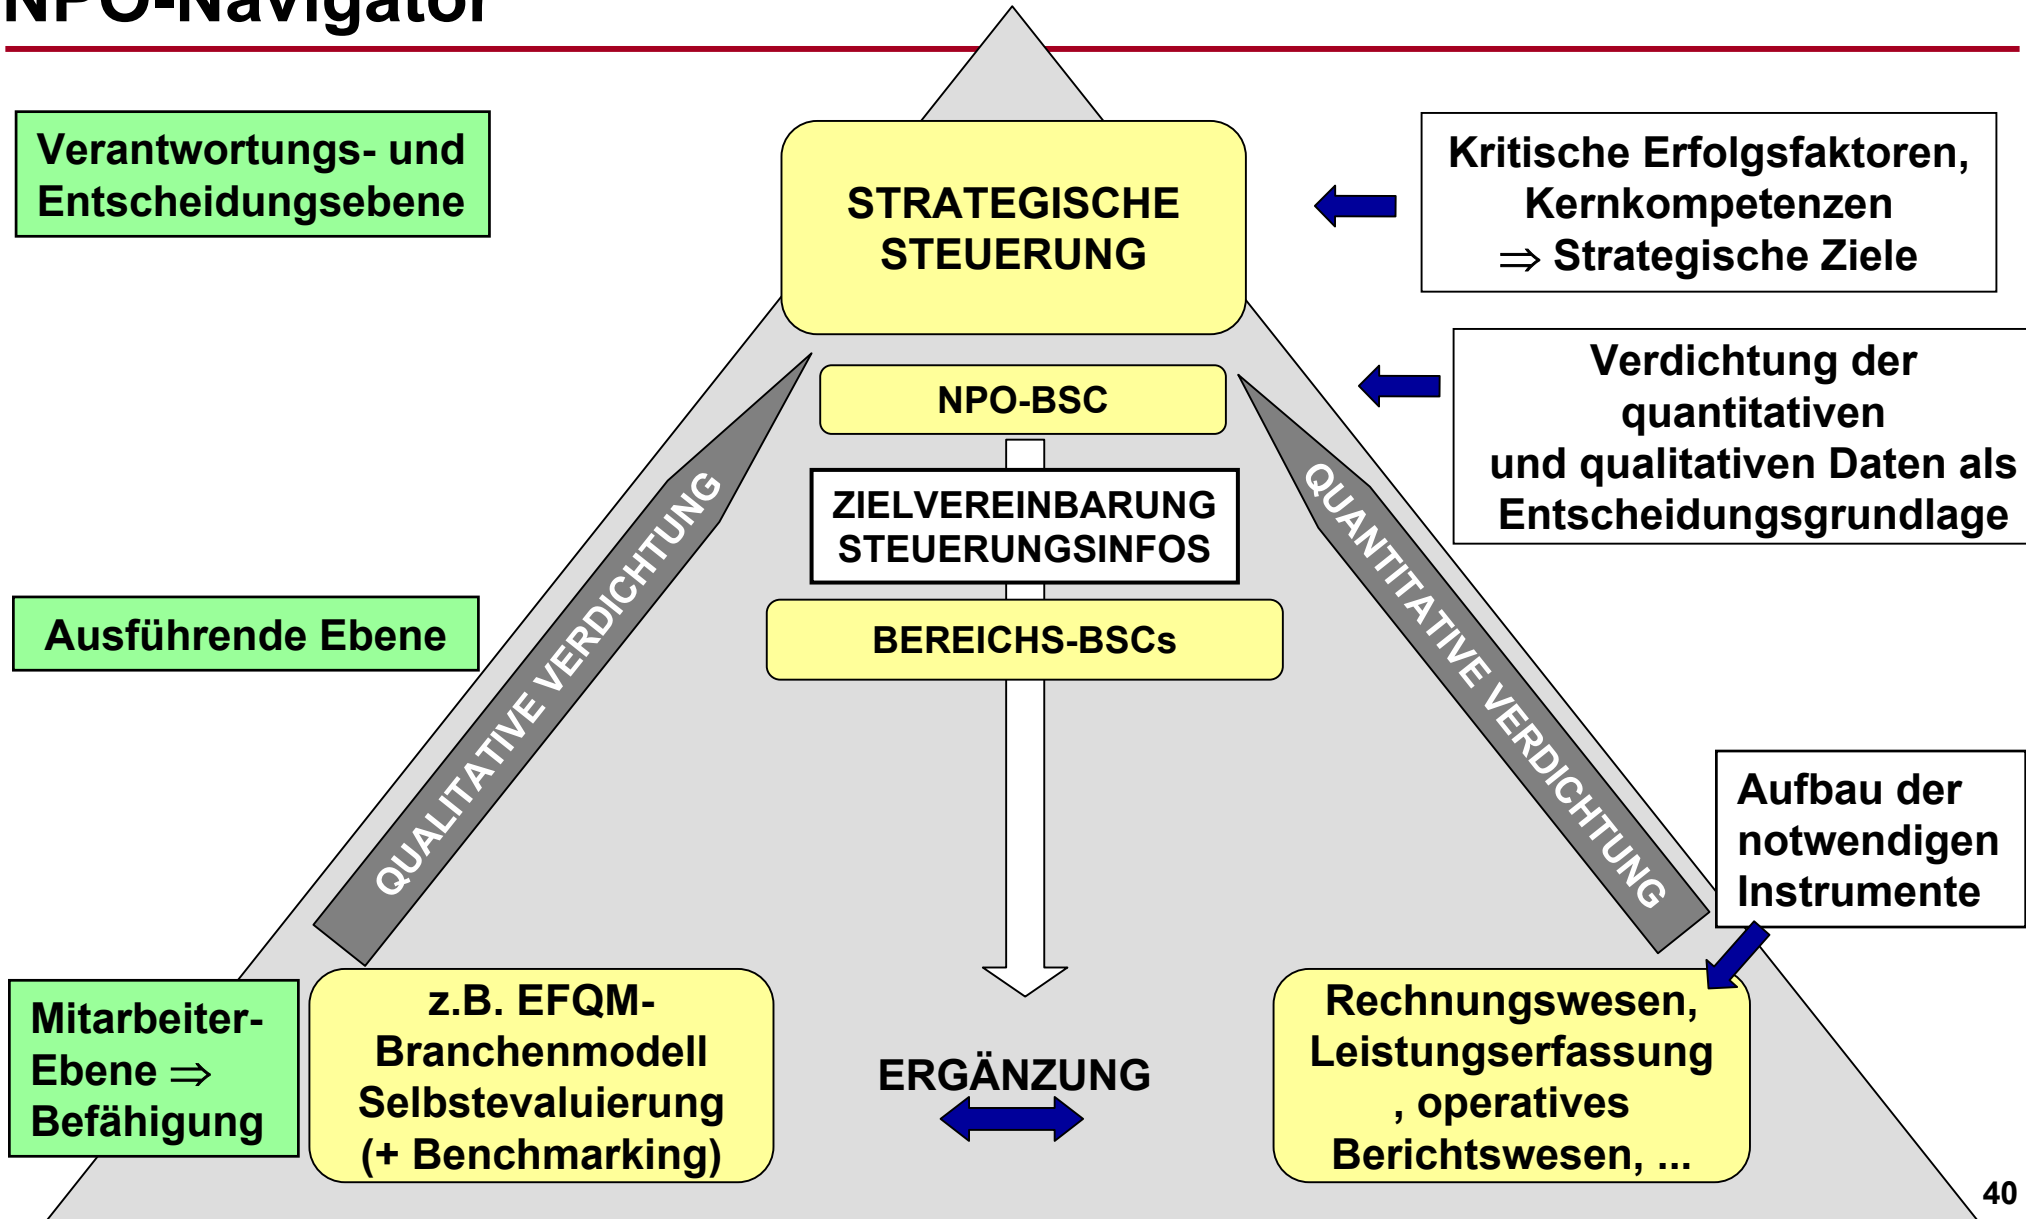 NPO-Navigator
Verantwortungs- und
Entscheidungsebene
STRATEGISCHE
STEUERUNG
Kritische Erfolgsfaktoren,
Kernkompetenzen
⇒ Strategische Ziele
NPO-BSC
Verdichtung der
quantitativen
und qualitativen Daten als
Entscheidungsgrundlage
ZIELVEREINBARUNG
STEUERUNGSINFOS
QUALITATIVE VERDICHTUNG
QUANTITATIVE VERDICHTUNG
Ausführende Ebene
BEREICHS-BSCs
Aufbau der
notwendigen
Instrumente
Mitarbeiter-
Ebene ⇒
Befähigung
z.B. EFQM-
Branchenmodell
Selbstevaluierung
(+ Benchmarking)
ERGÄNZUNG
Rechnungswesen,
Leistungserfassung
, operatives
Berichtswesen, ...
40